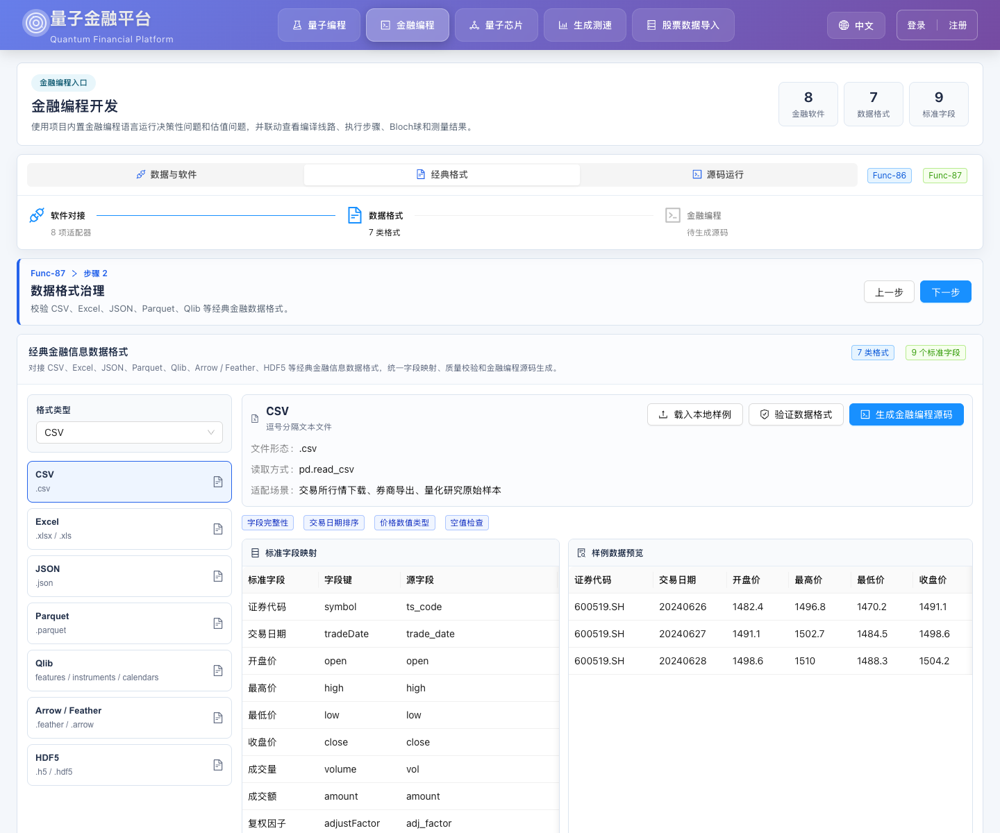 量子金融平台
Quantum Financial Platform
量子编程
金融编程
量子芯片
生成测速
股票数据导入
中文
登录
注册
金融编程入口
金融编程开发
使用项目内置金融编程语言运行决策性问题和估值问题，并联动查看编译线路、执行步骤、Bloch球和测量结果。
8
金融软件
7
数据格式
9
标准字段
数据与软件
经典格式
源码运行
Func-86
Func-87
软件对接
8 项适配器
数据格式
7 类格式
金融编程
待生成源码
Func-87 > 步骤 2
数据格式治理
校验 CSV、Excel、JSON、Parquet、Qlib 等经典金融数据格式。
上一步
下一步
经典金融信息数据格式
对接 CSV、Excel、JSON、Parquet、Qlib、Arrow / Feather、HDF5 等经典金融信息数据格式，统一字段映射、质量校验和金融编程源码生成。
7 类格式
9 个标准字段
格式类型
CSV
CSV
.csv
Excel
.xlsx / .xls
JSON
.json
Parquet
.parquet
Qlib
features / instruments / calendars
Arrow / Feather
.feather / .arrow
HDF5
.h5 / .hdf5
CSV
逗号分隔文本文件
载入本地样例
验证数据格式
生成金融编程源码
文件形态： .csv
读取方式： pd.read_csv
适配场景： 交易所行情下载、券商导出、量化研究原始样本
字段完整性
交易日期排序
价格数值类型
空值检查
标准字段映射
标准字段 字段键 源字段
证券代码 symbol ts_code
交易日期 tradeDate trade_date
开盘价 open open
最高价 high high
最低价 low low
收盘价 close close
成交量 volume vol
成交额 amount amount
复权因子 adjustFactor adj_factor
样例数据预览
证券代码 交易日期 开盘价 最高价 最低价 收盘价
600519.SH 20240626 1482.4 1496.8 1470.2 1491.1
600519.SH 20240627 1491.1 1502.7 1484.5 1498.6
600519.SH 20240628 1498.6 1510 1488.3 1504.2